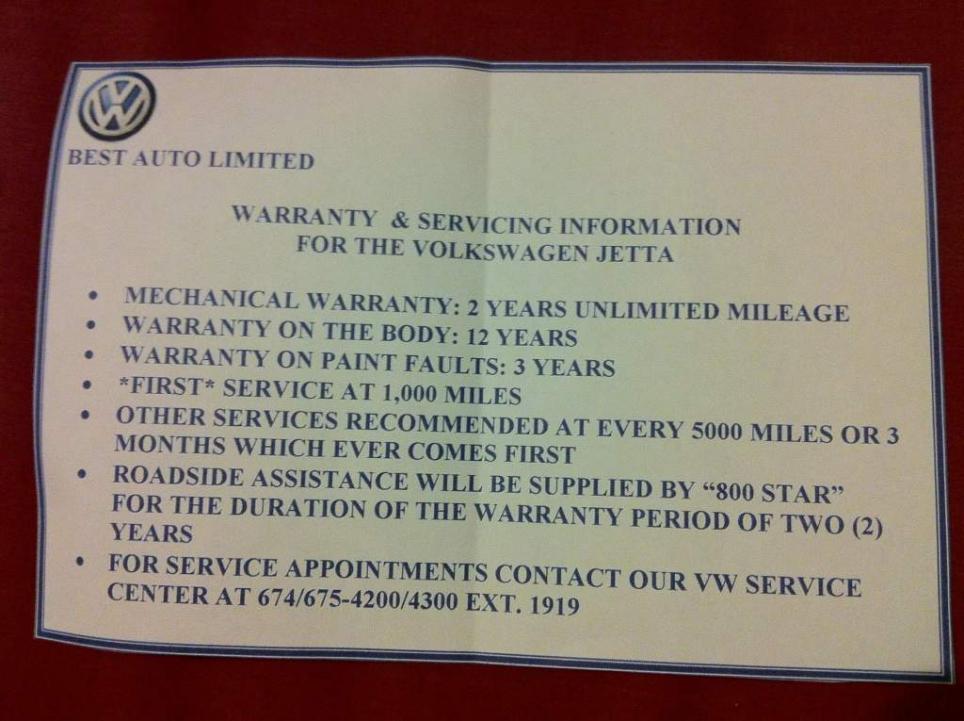 BEST AUTO LIMITED
WARRANTY & SERVICING INFORMATION
FOR THE VOLKSWAGEN JETTA
• MECHANICAL WARRANTY: 2 YEARS UNLIMITED MILEAGE
• WARRANTY ON THE BODY: 12 YEARS
• WARRANTY ON PAINT FAULTS: 3 YEARS
• *FIRST* SERVICE AT 1,000 MILES
• OTHER SERVICES RECOMMENDED AT EVERY 5000 MILES OR 3
MONTHS WHICH EVER COMES FIRST
• ROADSIDE ASSISTANCE WILL BE SUPPLIED BY “800 STAR”
FOR THE DURATION OF THE WARRANTY PERIOD OF TWO (2)
YEARS
• FOR SERVICE APPOINTMENTS CONTACT OUR VW SERVICE
CENTER AT 674/675-4200/4300 EXT. 1919